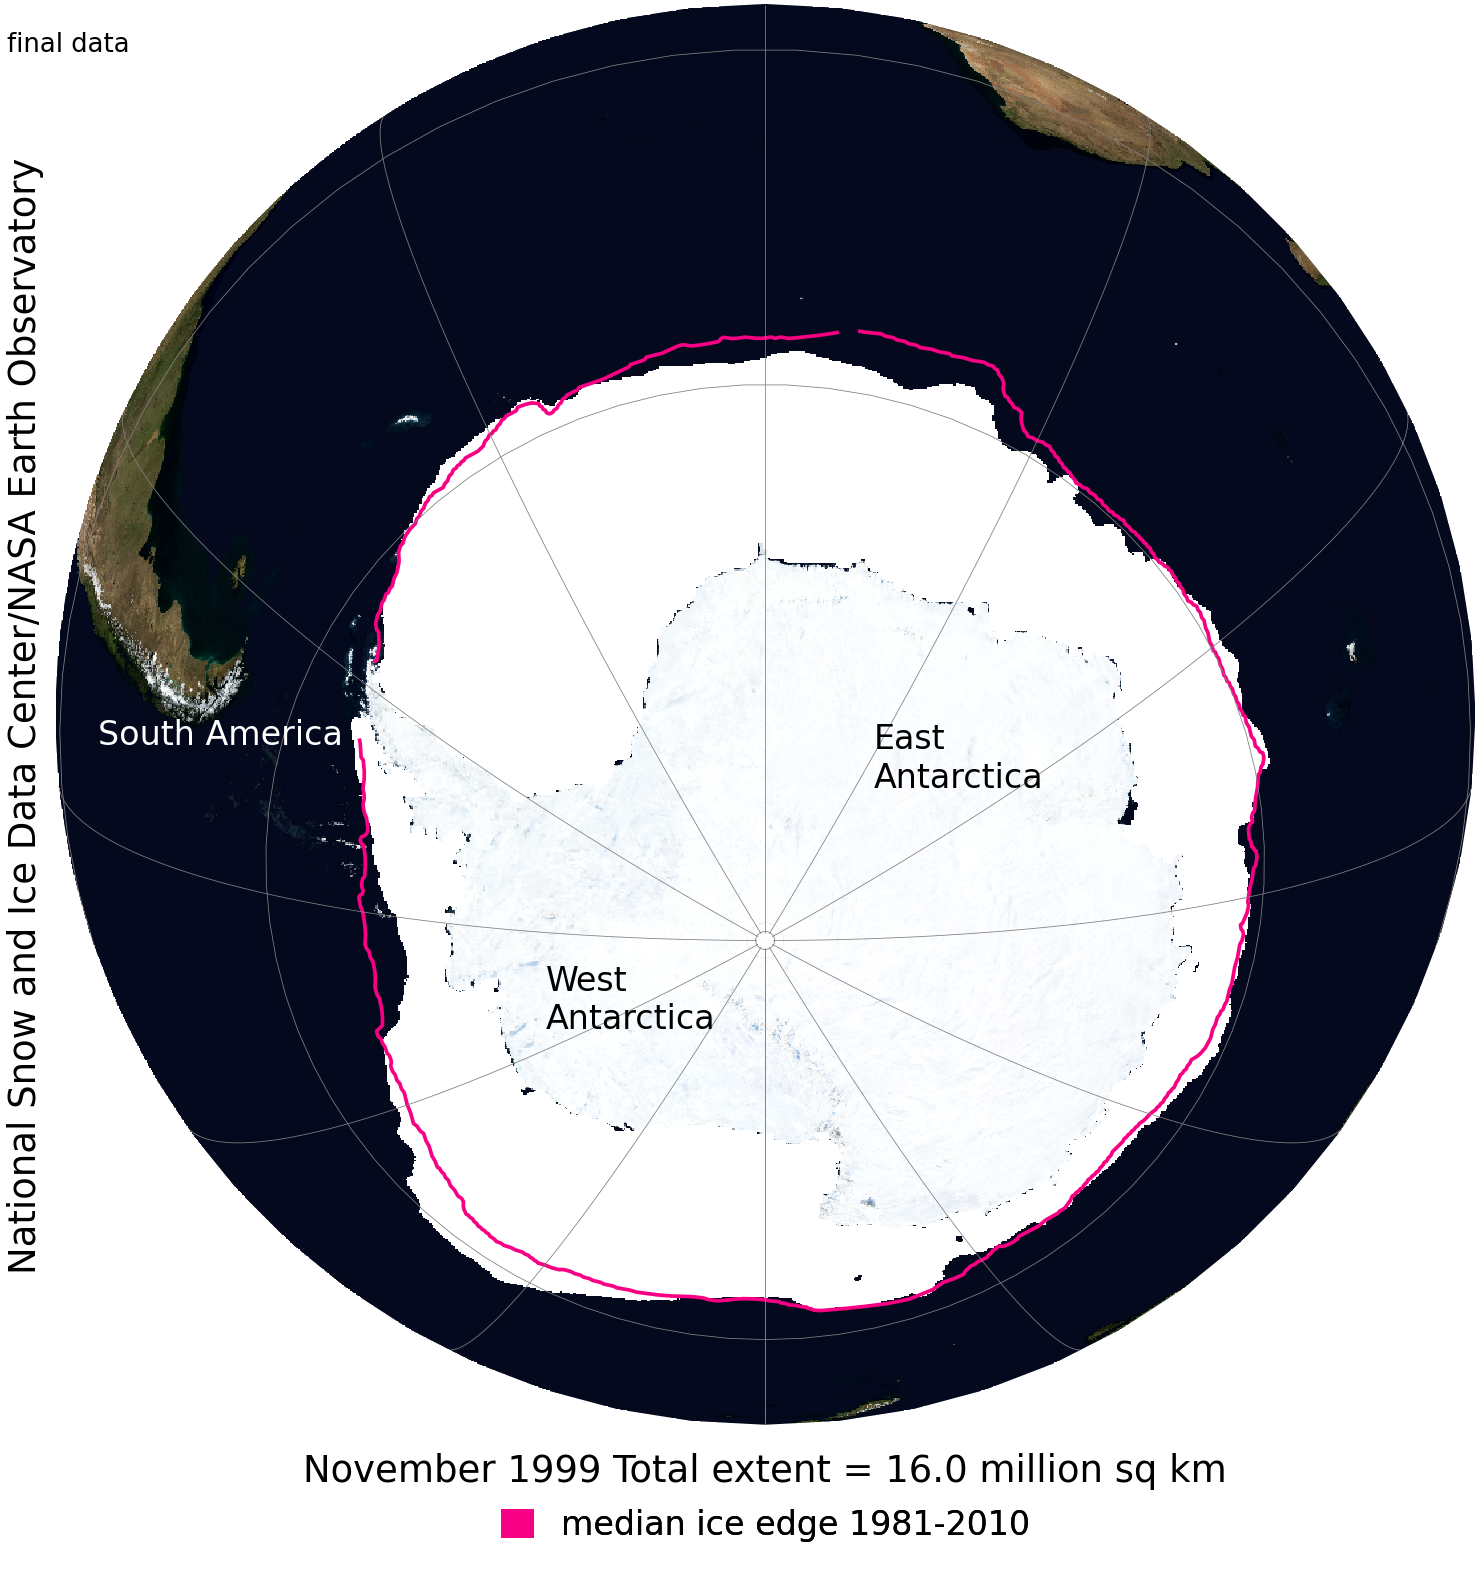 final data
National Snow and Ice Data Center/NASA Earth Observatory
South America
East
Antarctica
West
Antarctica
November 1999 Total extent = 16.0 million sq km
median ice edge 1981-2010